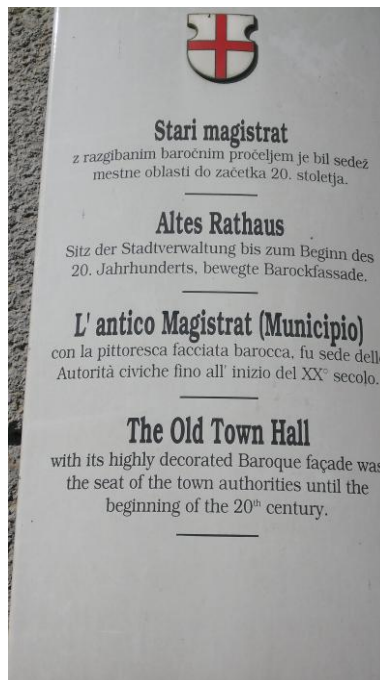 Stari magistrat
z razgibanim baročnim pročeljem je bil sedež
mestne oblasti do začetka 20. stoletja.
Altes Rathaus
Sitz der Stadtverwaltung bis zum Beginn des
20. Jahrhunderts, bewegte Barockfassade.
L' antico Magistrat (Municipio)
con la pittoresca facciata barocca, fu sede delle
Autorità civiche fino all' inizio del XX° secolo.
The Old Town Hall
with its highly decorated Baroque façade was
the seat of the town authorities until the
beginning of the 20th century.